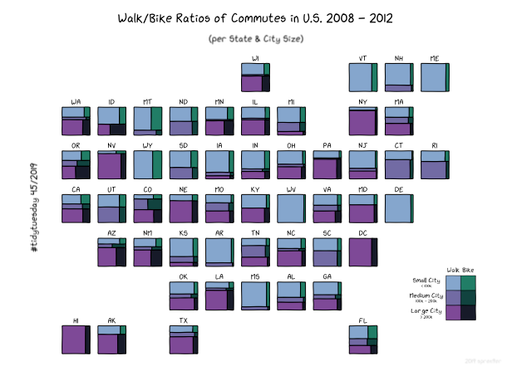 Walk/Bike Ratios of Commutes in U.S. 2008 - 2012
(per State & City Size)
#tidytuesday 45/2019
WI VT NH ME
WA ID MT ND MN IL MI NY MA
OR NV WY SD IA IN OH PA NJ CT RI
CA UT CO NE MO KY WV VA MD DE
AZ NM KS AR TN NC SC DC
OK LA MS AL GA
HI AK TX FL
Walk Bike
Small City
Medium City
Large City